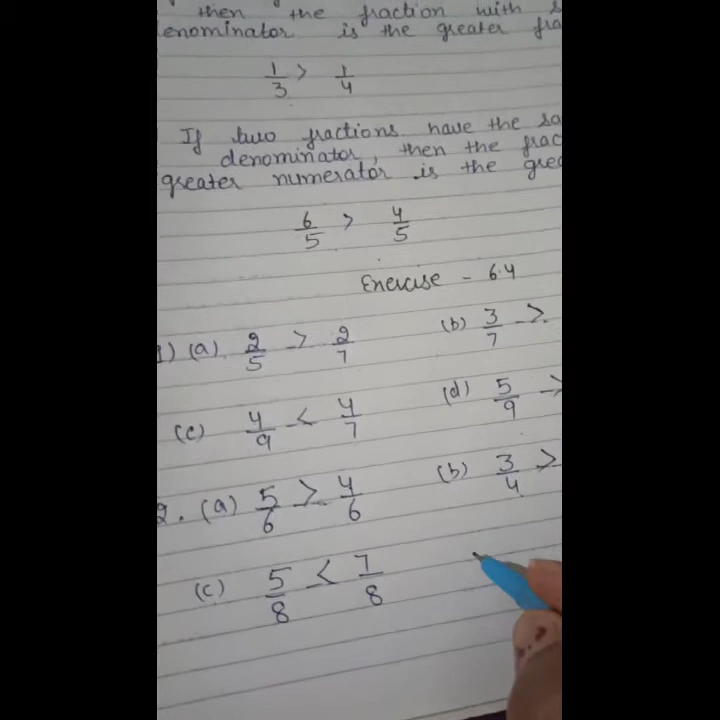 then the fraction with
enominator is the greater
1/3 > 1/4
If two fractions have the
denominator, then the
greater numerator is the
6/5 > 4/5
Exercise - 6.4
1) (a) 2/5 > 2/7 (b) 3/7 >
(c) 4/9 < 4/7 (d) 5/9 >
2. (a) 5/6 > 4/6 (b) 3/4 >
(c) 5/8 < 7/8